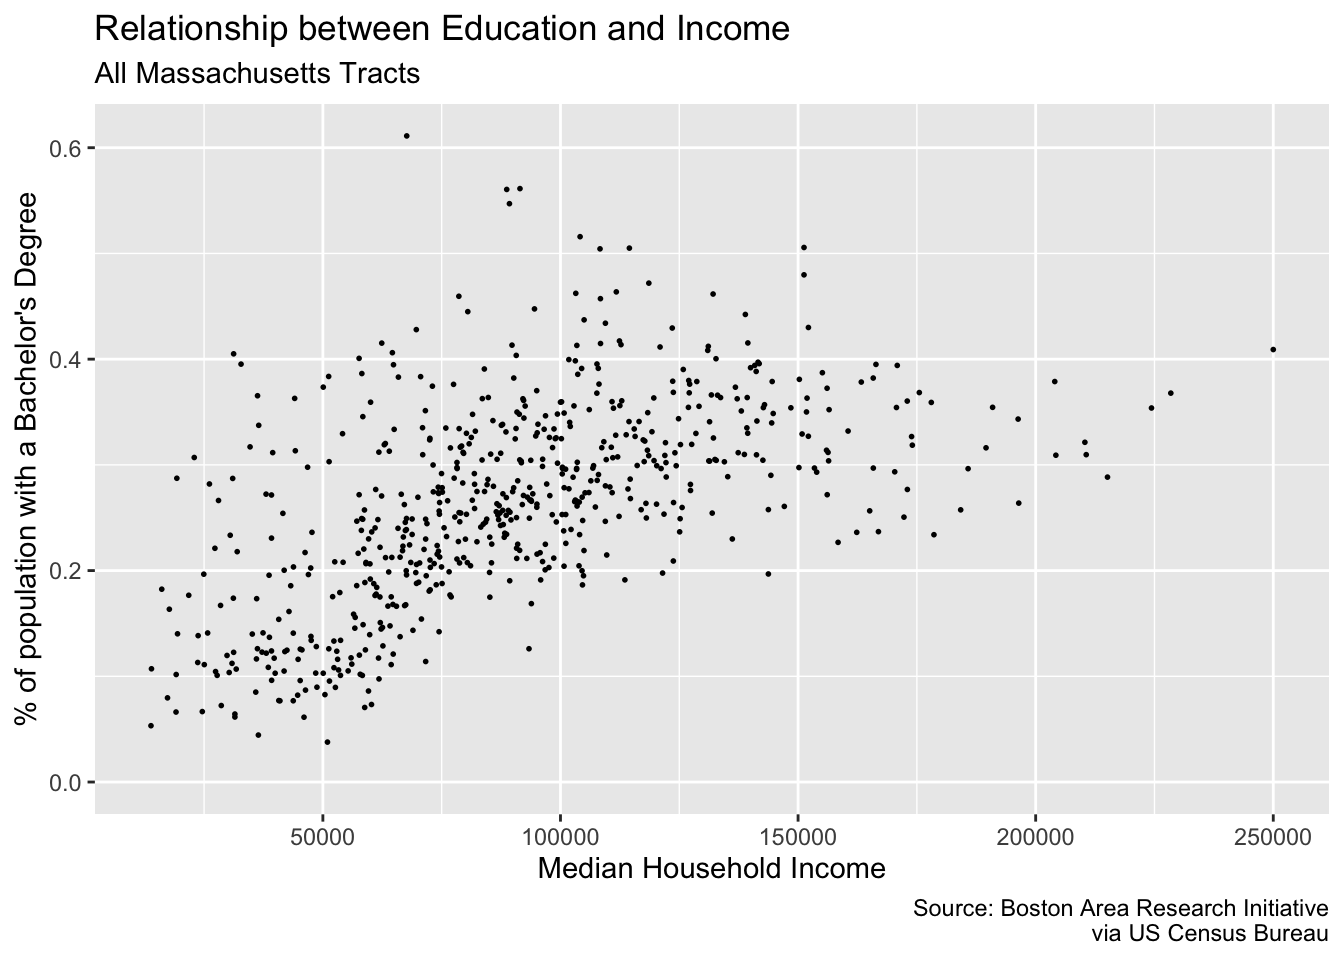 Relationship between Education and Income
All Massachusetts Tracts
% of population with a Bachelor's Degree
0.6
0.4
0.2
0.0
50000 100000 150000 200000 250000
Median Household Income
Source: Boston Area Research Initiative
via US Census Bureau